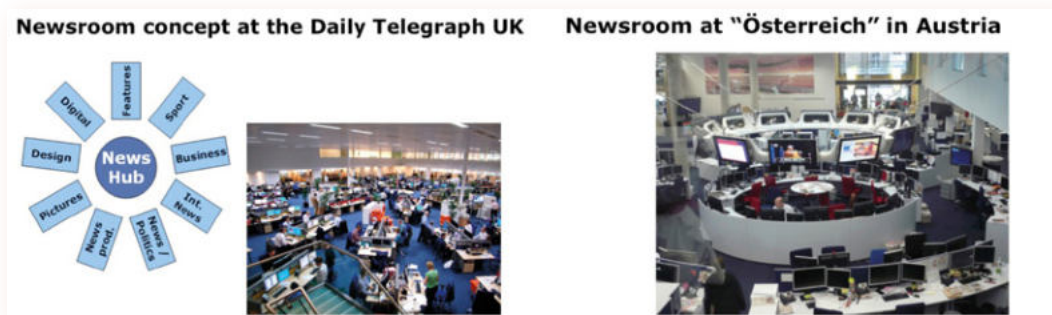 Newsroom concept at the Daily Telegraph UK
Newsroom at “Österreich” in Austria
Features
Sport
Business
Int.
News
News /
Politics
News
prod.
Pictures
Design
Digital
News
Hub